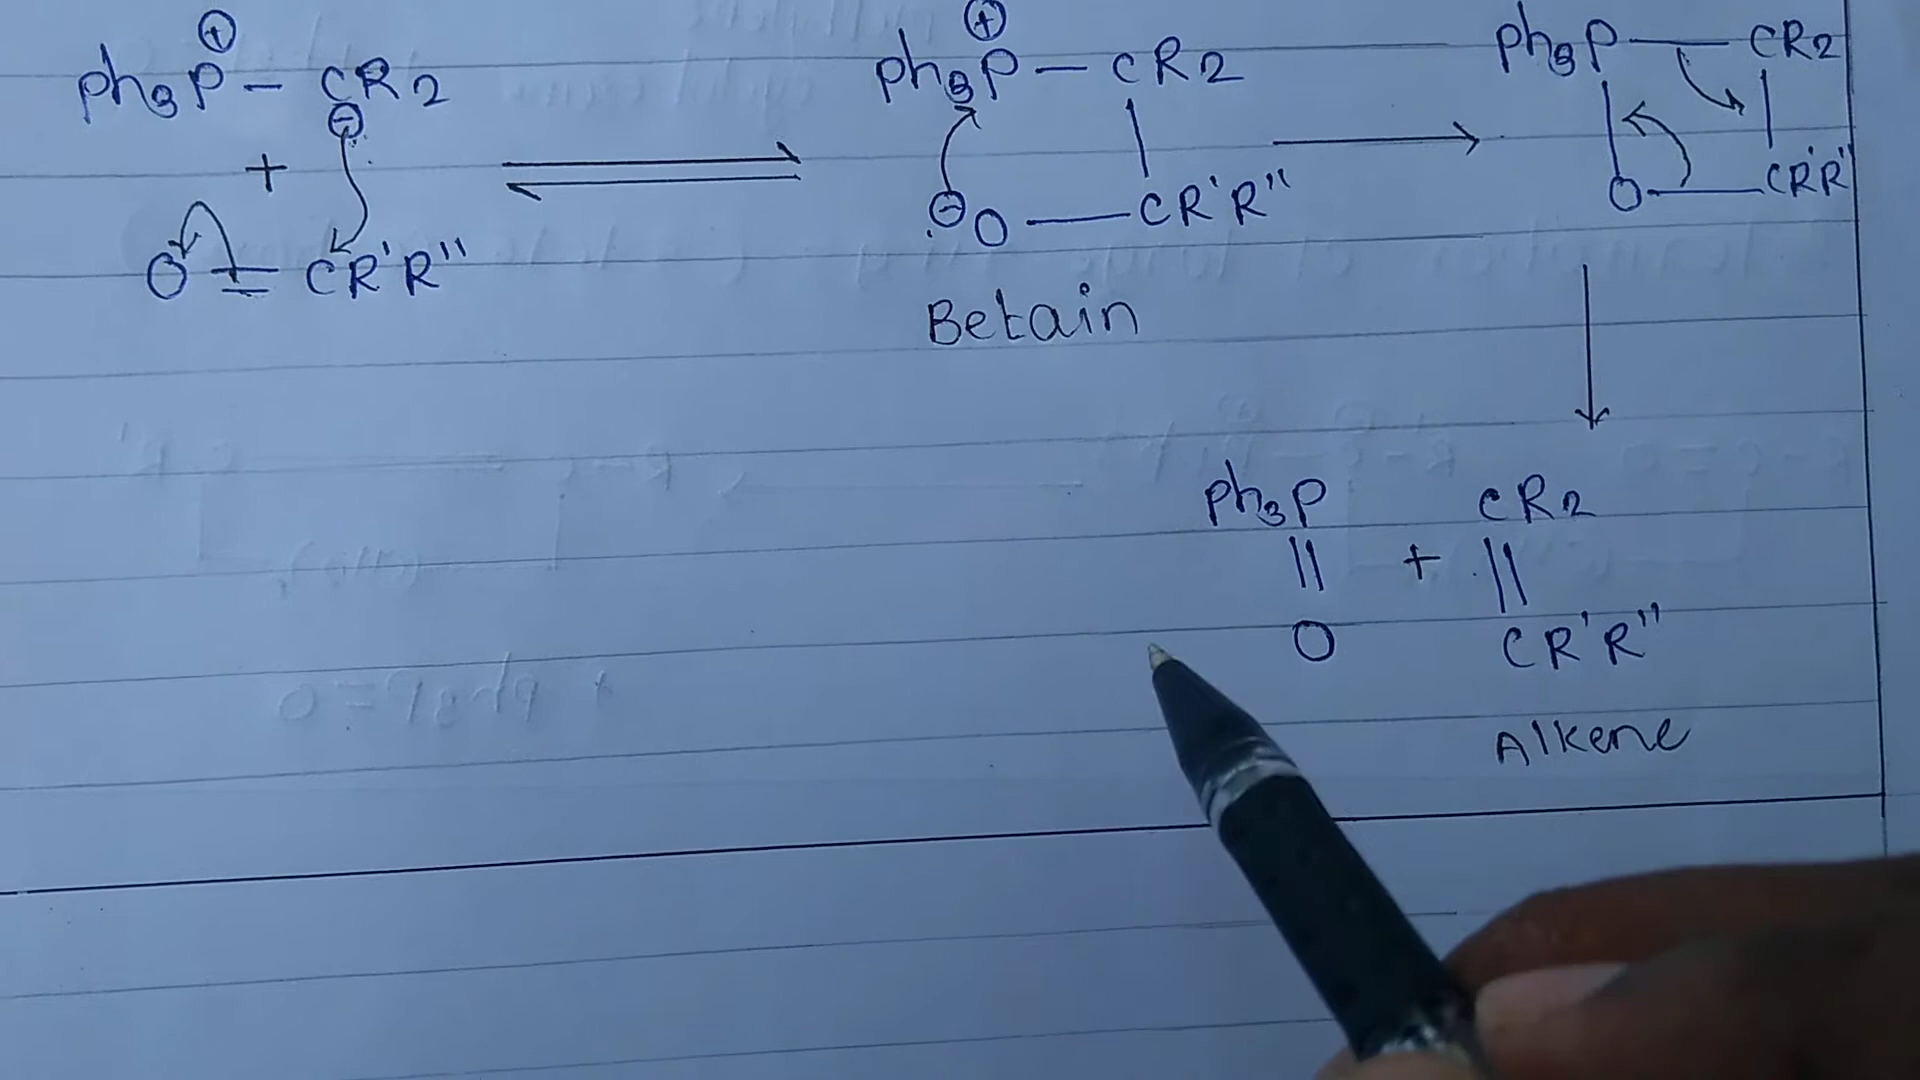 Ph3P⊕ - CR2⊖
+
O = CR'R"
⇌
Ph3P⊕ - CR2
⊖O - CR'R"
Betain
→
Ph3P - CR2
O - CR'R'
↓
Ph3P CR2
|| + ||
O CR'R"
Alkene